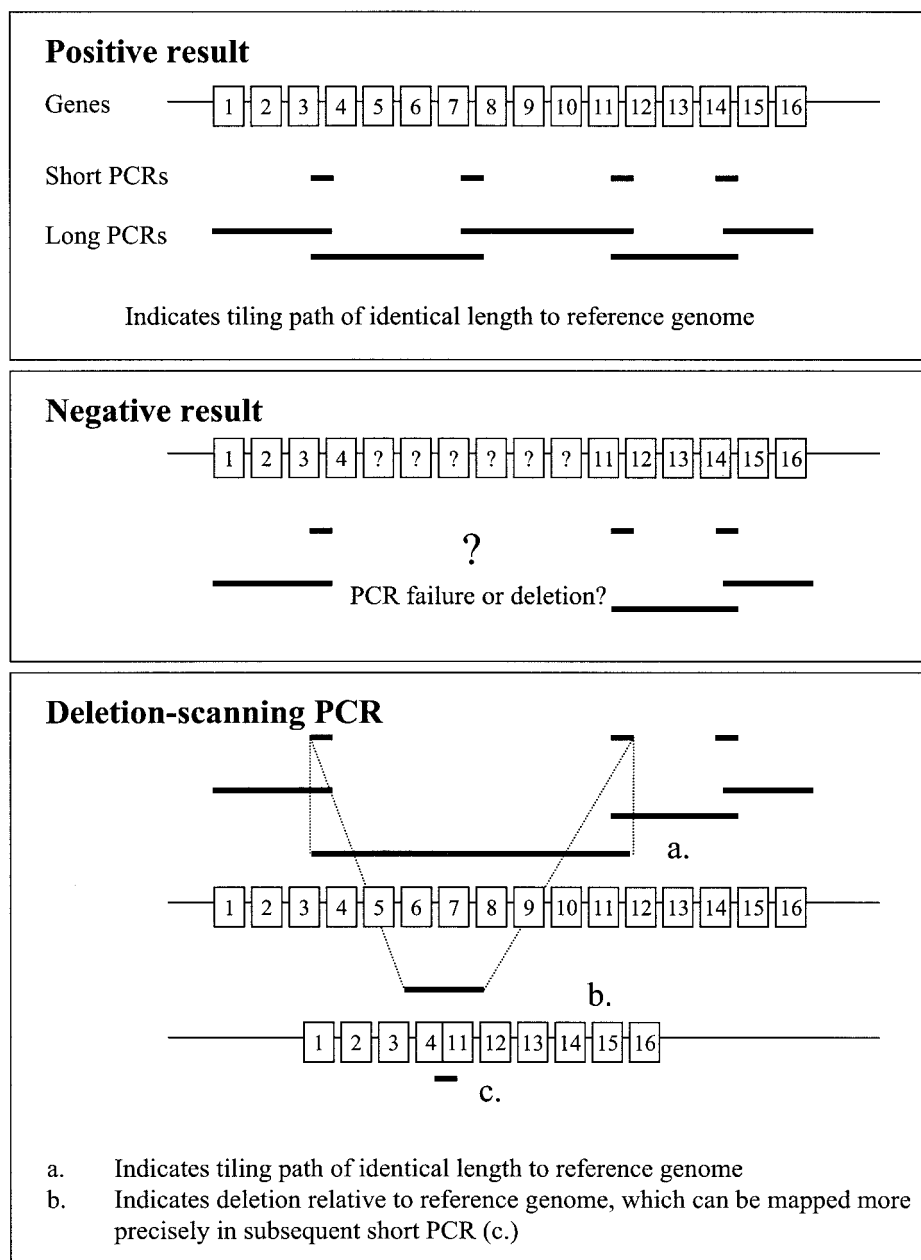 Positive result
Genes 1 2 3 4 5 6 7 8 9 10 11 12 13 14 15 16
Short PCRs
Long PCRs
Indicates tiling path of identical length to reference genome
Negative result
1 2 3 4 ? ? ? ? ? ? 11 12 13 14 15 16
?
PCR failure or deletion?
Deletion-scanning PCR
a.
1 2 3 4 5 6 7 8 9 10 11 12 13 14 15 16
b.
1 2 3 4 11 12 13 14 15 16
c.
a. Indicates tiling path of identical length to reference genome
b. Indicates deletion relative to reference genome, which can be mapped more
precisely in subsequent short PCR (c.)